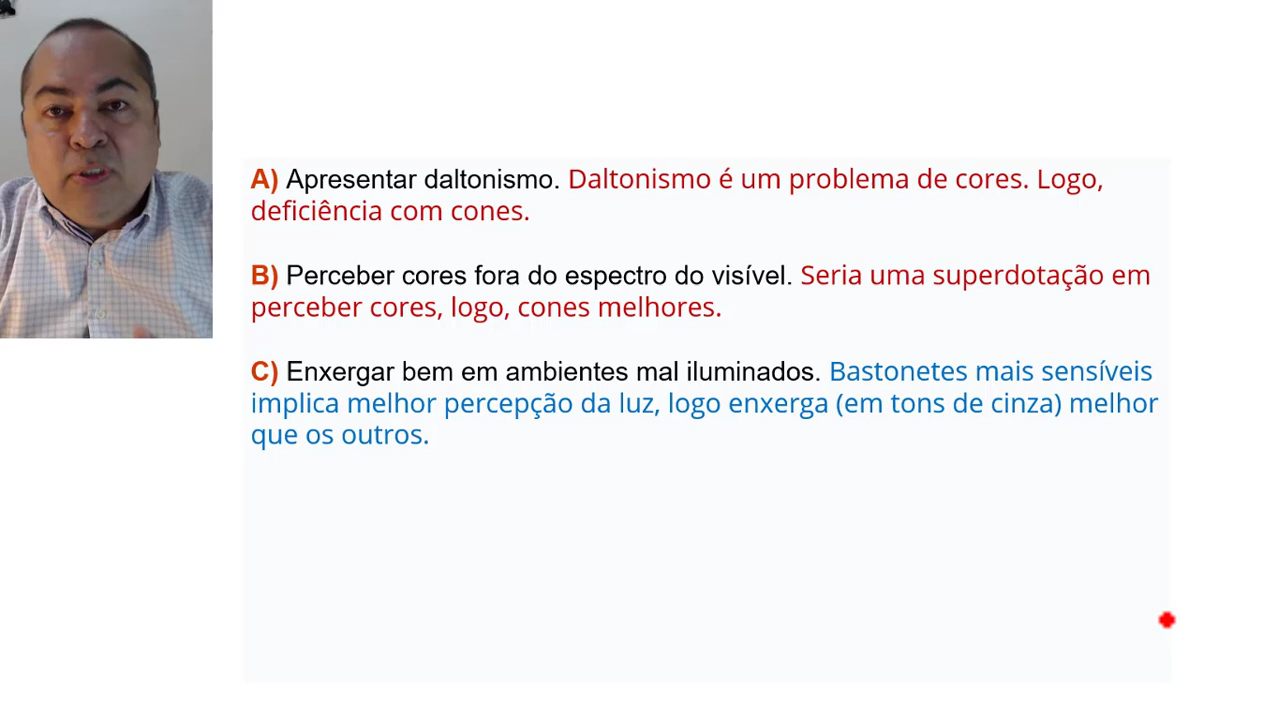 A) Apresentar daltonismo. Daltonismo é um problema de cores. Logo,
deficiência com cones.
B) Perceber cores fora do espectro do visível. Seria uma superdotação em
perceber cores, logo, cones melhores.
C) Enxergar bem em ambientes mal iluminados. Bastonetes mais sensíveis
implica melhor percepção da luz, logo enxerga (em tons de cinza) melhor
que os outros.